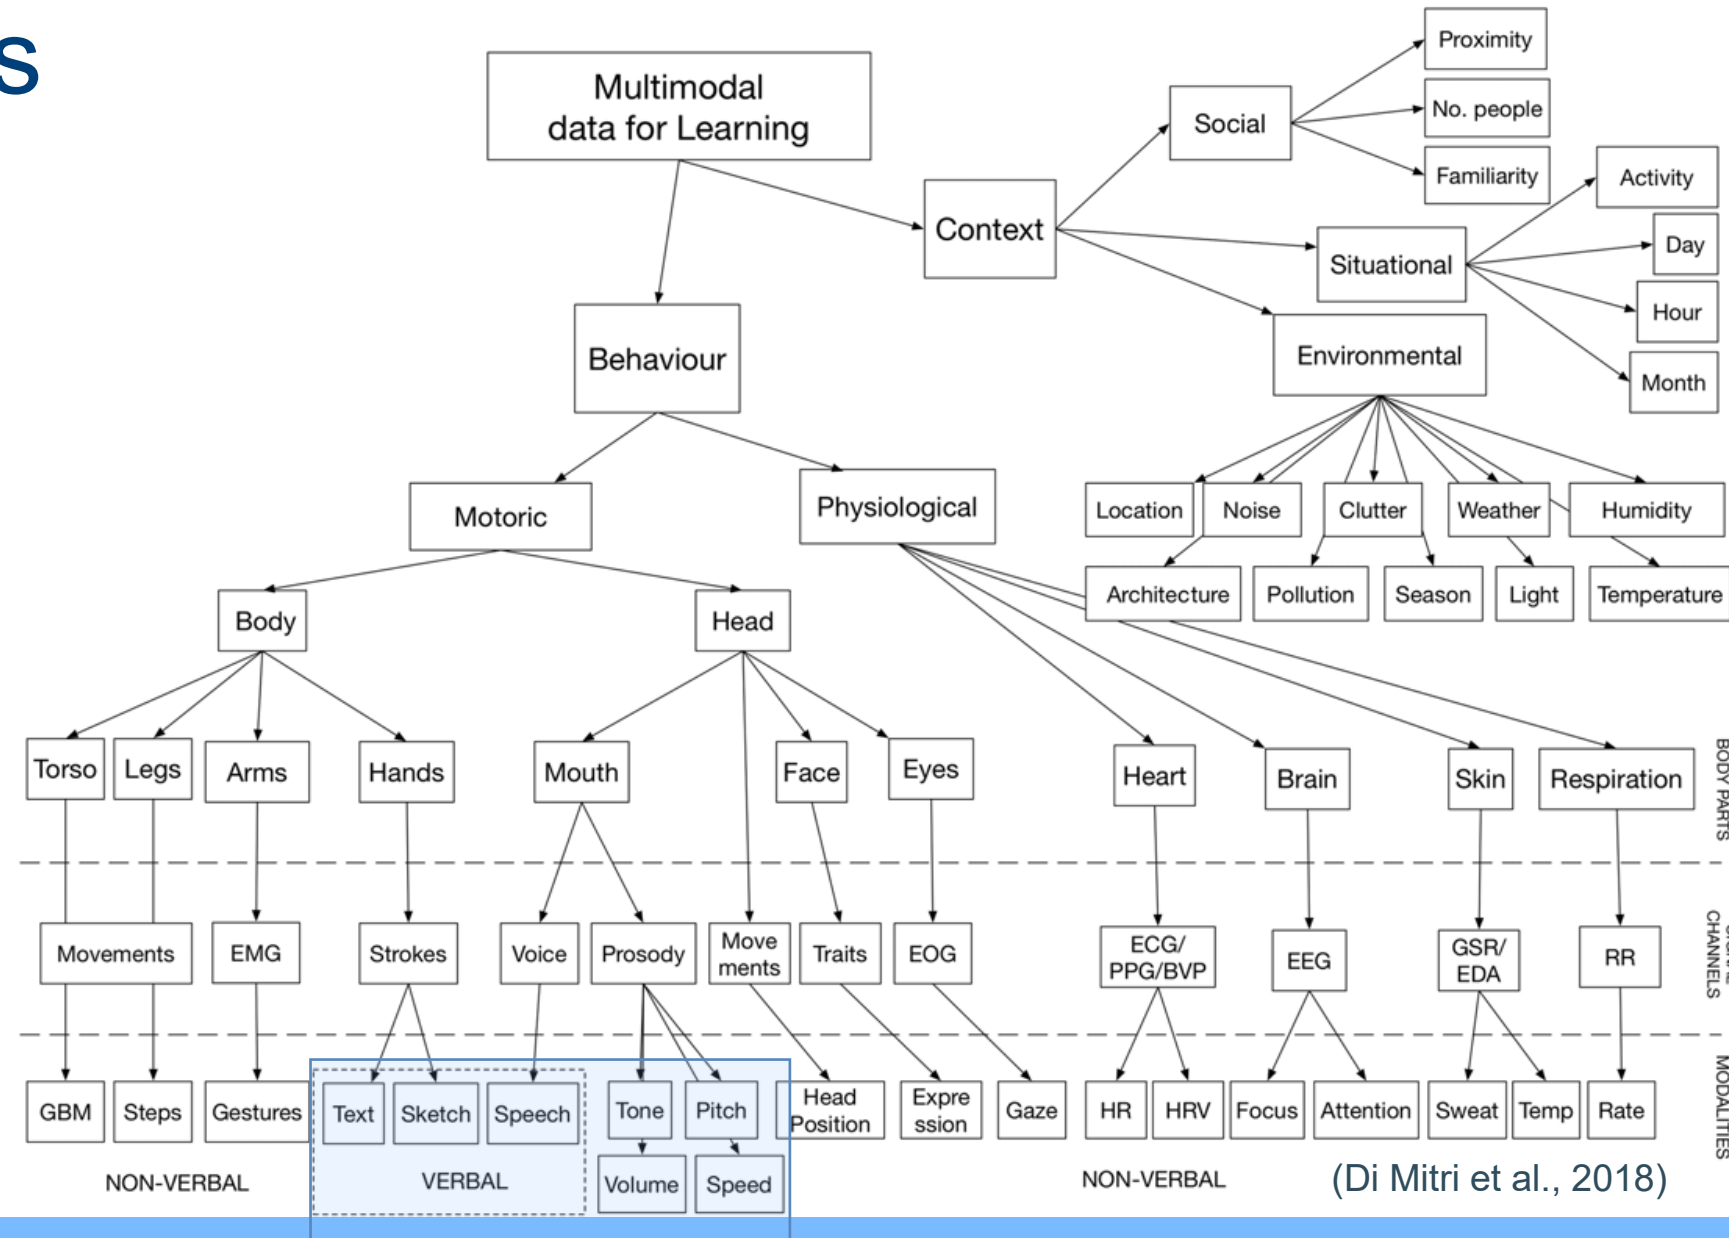 s
Multimodal
data for Learning
Proximity
Social
No. people
Familiarity
Activity
Context
Situational
Day
Hour
Month
Behaviour
Environmental
Motoric
Physiological
Location
Noise
Clutter
Weather
Humidity
Architecture
Pollution
Season
Light
Temperature
Body
Head
Torso
Legs
Arms
Hands
Mouth
Face
Eyes
Heart
Brain
Skin
Respiration
BODY PARTS
Movements
EMG
Strokes
Voice
Prosody
Move
ments
Traits
EOG
ECG/
PPG/BVP
EEG
GSR/
EDA
RR
CHANNELS
GBM
Steps
Gestures
Text
Sketch
Speech
Tone
Pitch
Head
Position
Expre
ssion
Gaze
HR
HRV
Focus
Attention
Sweat
Temp
Rate
MODALITIES
NON-VERBAL
VERBAL
Volume
Speed
NON-VERBAL
(Di Mitri et al., 2018)